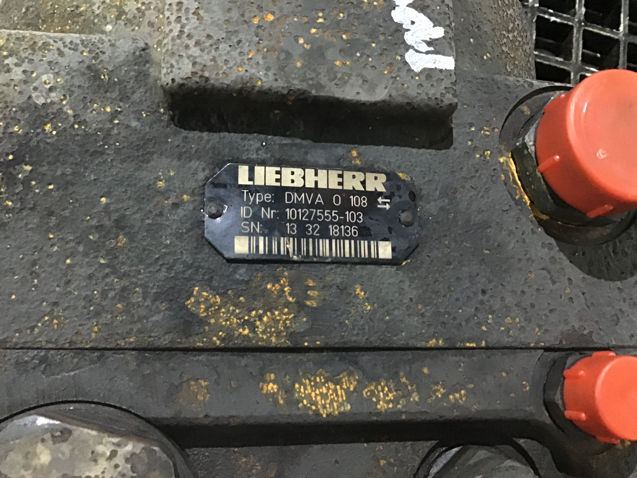 LIEBHERR
Type: DMVA 0 108 ⇆
ID Nr: 10127555-103
SN: 13 32 18136